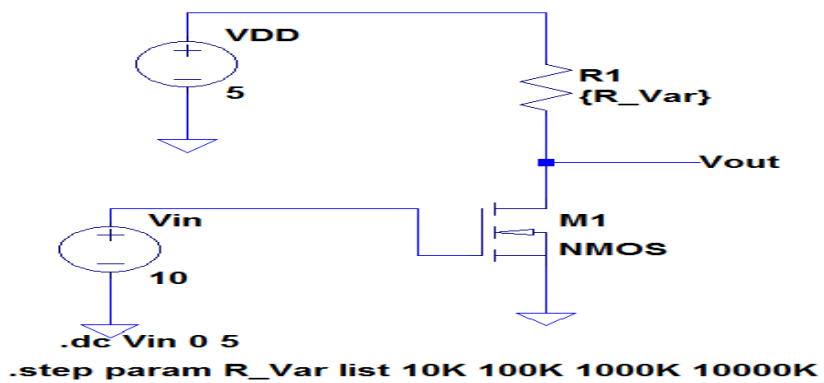 VDD
+
5
R1
{R_Var}
Vout
Vin
+
10
M1
NMOS
.dc Vin 0 5
.step param R_Var list 10K 100K 1000K 10000K